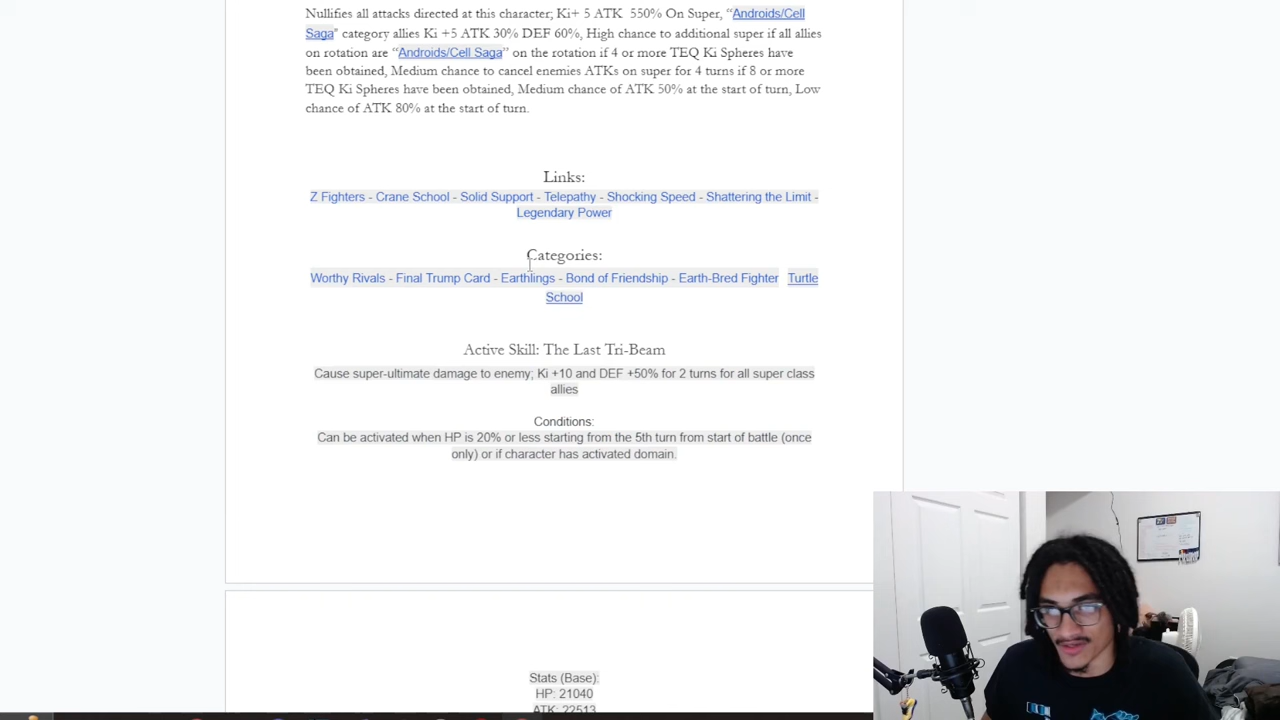 Nullifies all attacks directed at this character; Ki+ 5 ATK 550% On Super, “Androids/Cell
Saga" category allies Ki +5 ATK 30% DEF 60%, High chance to additional super if all allies
on rotation are “Androids/Cell Saga” on the rotation if 4 or more TEQ Ki Spheres have
been obtained, Medium chance to cancel enemies ATKs on super for 4 turns if 8 or more
TEQ Ki Spheres have been obtained, Medium chance of ATK 50% at the start of turn, Low
chance of ATK 80% at the start of turn.
Links:
Z Fighters - Crane School - Solid Support - Telepathy - Shocking Speed - Shattering the Limit -
Legendary Power
Categories:
Worthy Rivals - Final Trump Card - Earthlings - Bond of Friendship - Earth-Bred Fighter Turtle
School
Active Skill: The Last Tri-Beam
Cause super-ultimate damage to enemy; Ki +10 and DEF +50% for 2 turns for all super class
allies
Conditions:
Can be activated when HP is 20% or less starting from the 5th turn from start of battle (once
only) or if character has activated domain.
Stats (Base):
HP: 21040
ATK: 22513